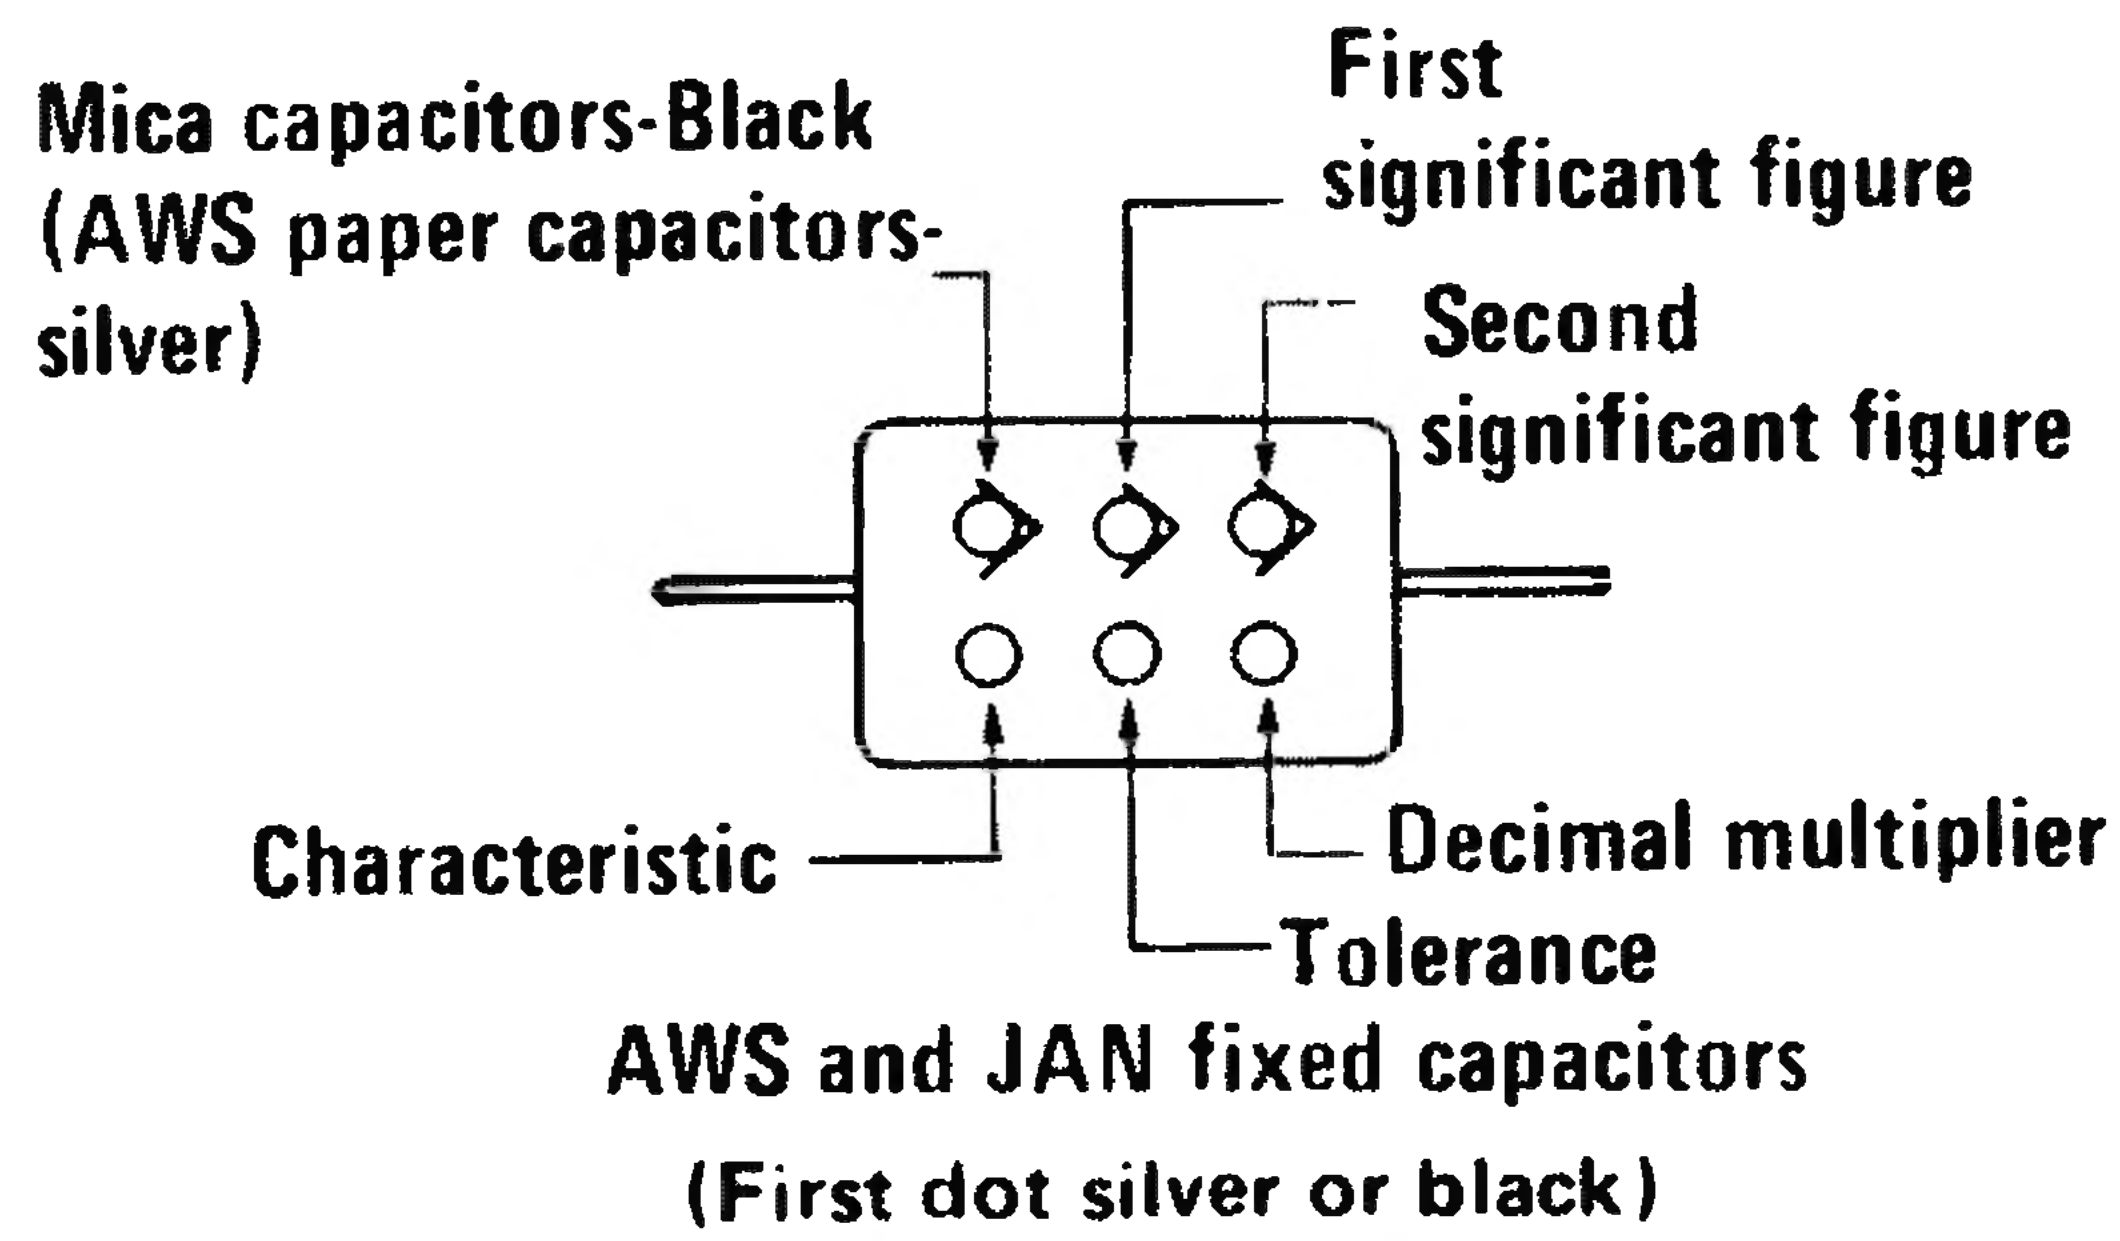 Mica capacitors-Black
(AWS paper capacitors-
silver)
First
significant figure
Second
significant figure
Characteristic
Decimal multiplier
Tolerance
AWS and JAN fixed capacitors
(First dot silver or black)